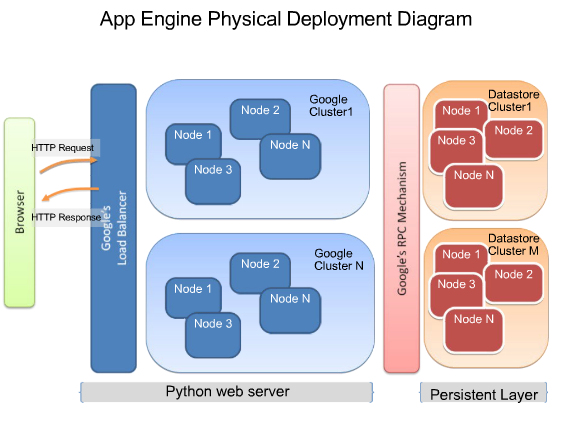 App Engine Physical Deployment Diagram
Browser
HTTP Request
HTTP Response
Google's
Load Balancer
Google
Cluster1
Node 2
Node 1
Node N
Node 3
Google
Cluster N
Node 2
Node 1
Node N
Node 3
Google's RPC Mechanism
Datastore
Cluster1
Node 1
Node 2
Node 3
Node N
Datastore
Cluster M
Node 1
Node 2
Node 3
Node N
Python web server
Persistent Layer